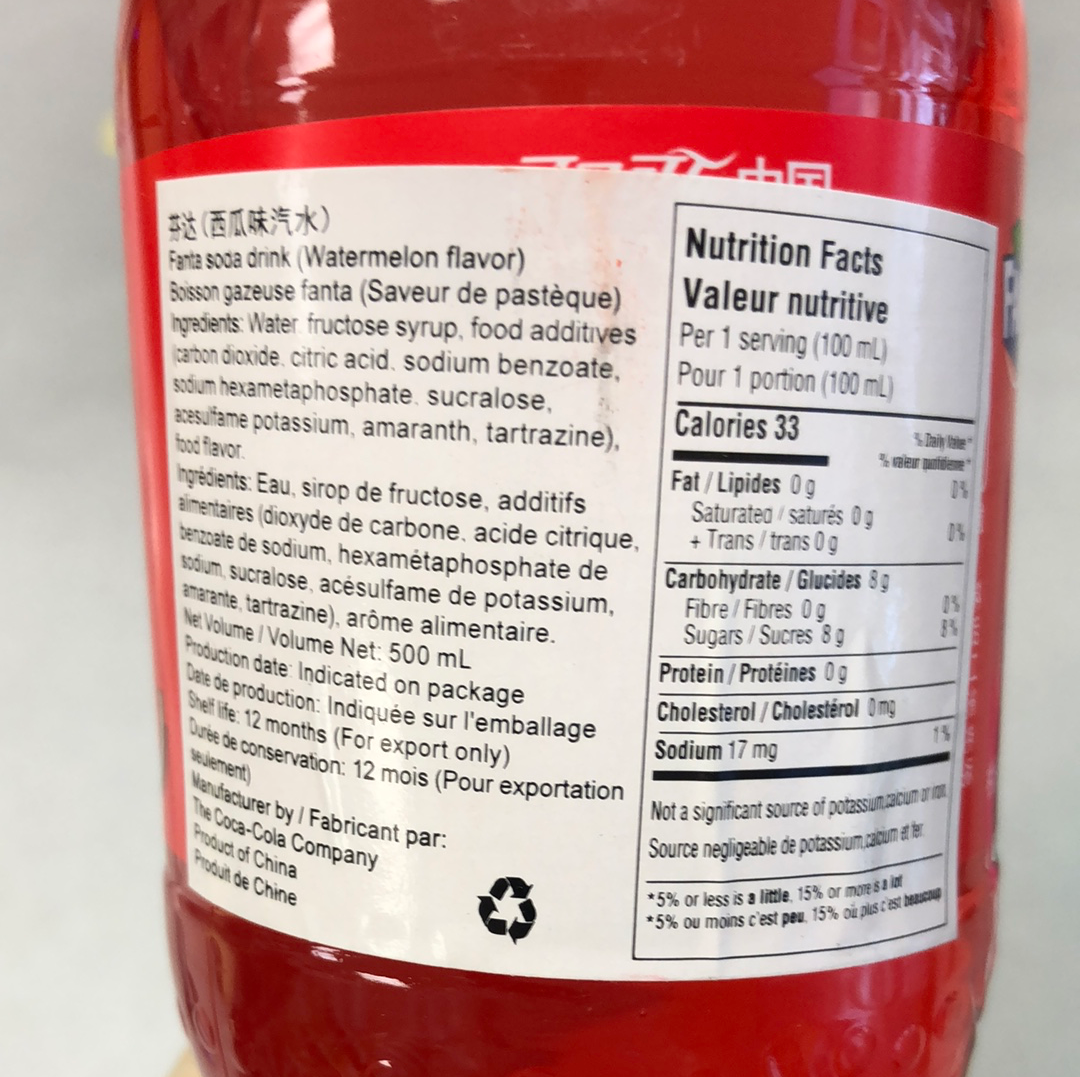 中国
芬达(西瓜味汽水)
Fanta soda drink (Watermelon flavor)
Boisson gazeuse fanta (Saveur de pastèque)
Ingredients: Water, fructose syrup, food additives
(carbon dioxide, citric acid, sodium benzoate,
sodium hexametaphosphate, sucralose,
acesulfame potassium, amaranth, tartrazine),
food flavor.
Ingrédients: Eau, sirop de fructose, additifs
alimentaires (dioxyde de carbone, acide citrique,
benzoate de sodium, hexamétaphosphate de
sodium, sucralose, acésulfame de potassium,
amarante, tartrazine), arôme alimentaire.
Net Volume / Volume Net: 500 mL
Production date: Indicated on package
Date de production: Indiquée sur l'emballage
Shelf life: 12 months (For export only)
Durée de conservation: 12 mois (Pour exportation
seulement)
Manufacturer by / Fabricant par:
The Coca-Cola Company
Product of China
Produit de Chine
Nutrition Facts
Valeur nutritive
Per 1 serving (100 mL)
Pour 1 portion (100 mL)
Calories 33
% Daily Value*
% valeur quotidienne*
Fat / Lipides 0 g 0%
Saturated / saturés 0 g
+ Trans / trans 0 g 0%
Carbohydrate / Glucides 8 g
Fibre / Fibres 0 g 0%
Sugars / Sucres 8 g 8%
Protein / Protéines 0 g
Cholesterol / Cholestérol 0 mg
Sodium 17 mg 1%
Not a significant source of potassium,calcium or iron.
Source negligeable de potassium,calcium et fer.
*5% or less is a little, 15% or more is a lot
*5% ou moins c'est peu, 15% où plus c'est beaucoup